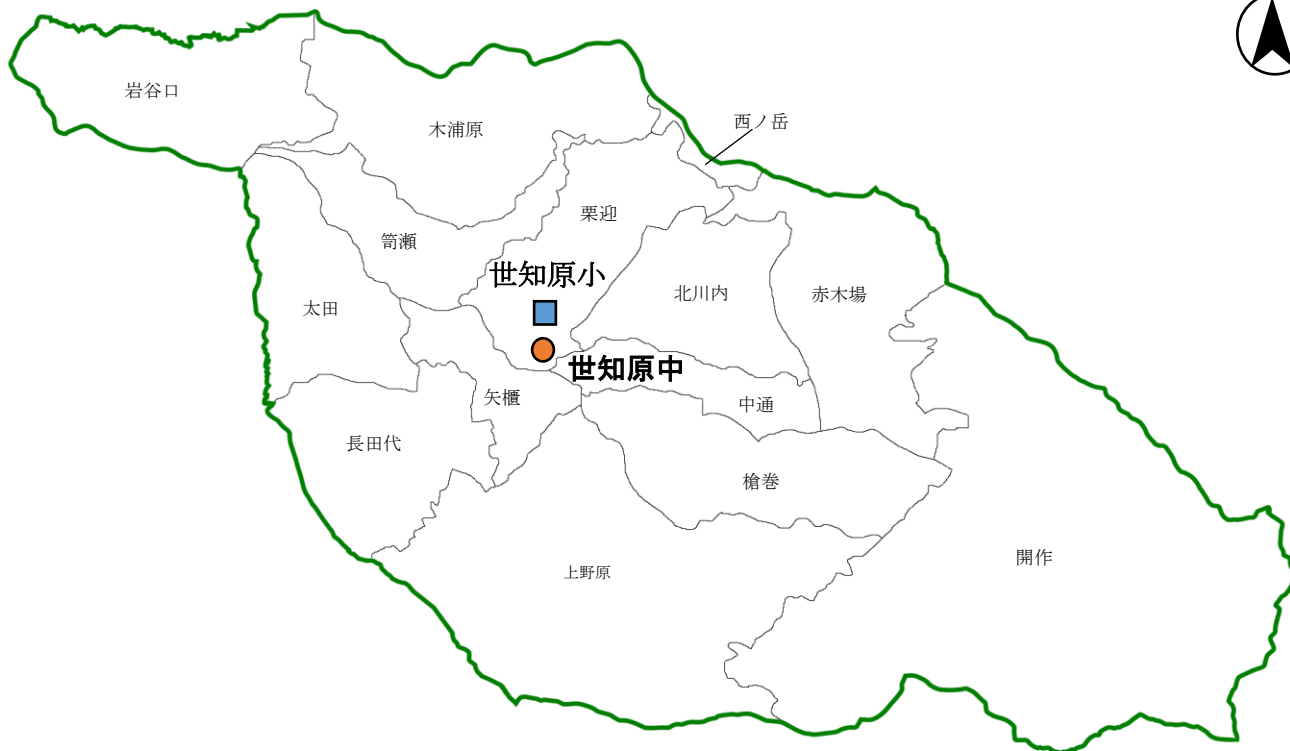 岩谷口
木浦原
西ノ岳
栗迎
筒瀬
世知原小
北川内
赤木場
太田
世知原中
矢櫃
中通
長田代
槍巻
開作
上野原